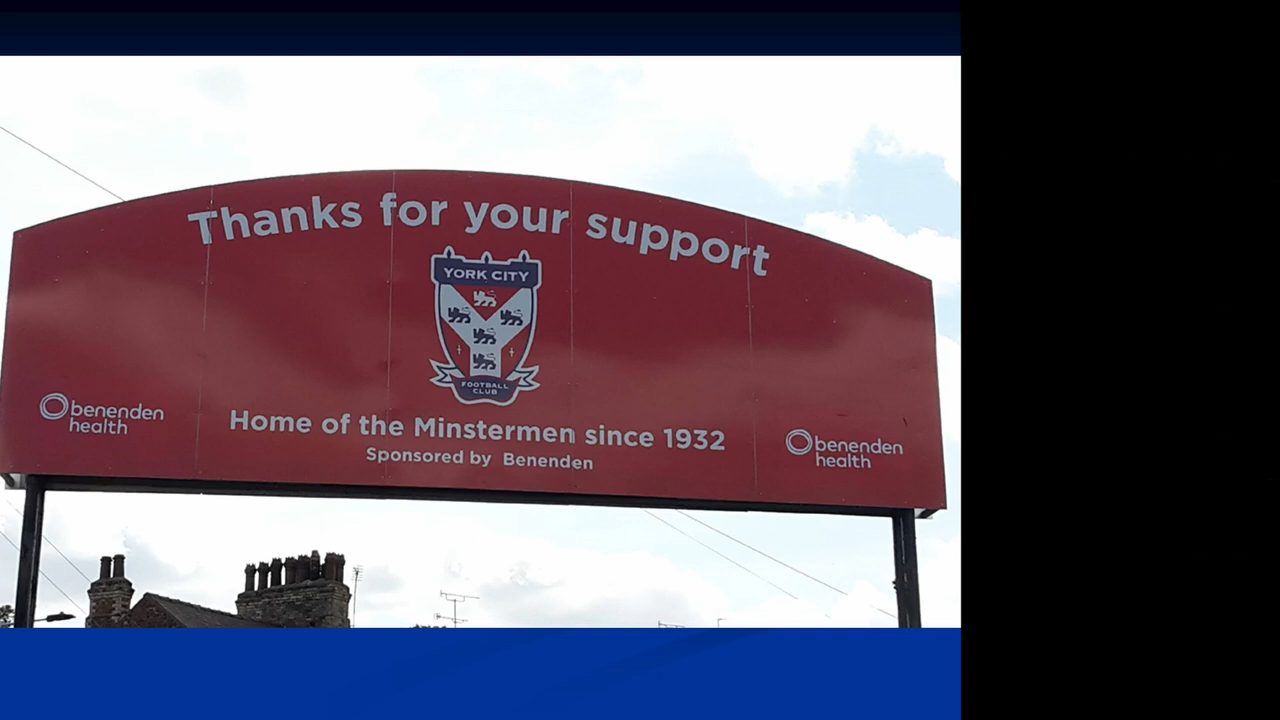 Thanks for your support
YORK CITY
FOOTBALL
CLUB
benenden
health
Home of the Minstermen since 1932
Sponsored by Benenden
benenden
health